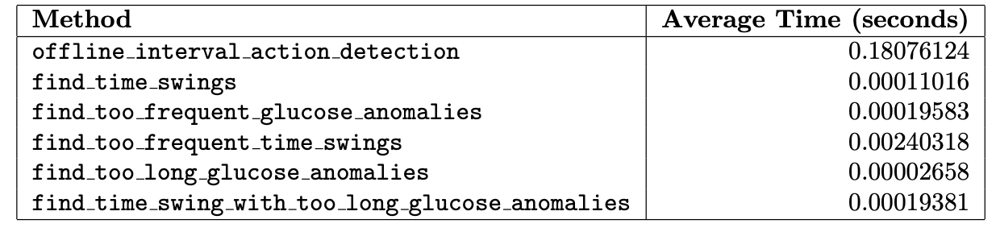 Method Average Time (seconds)
offline_interval_action_detection 0.18076124
find_time_swings 0.00011016
find_too_frequent_glucose_anomalies 0.00019583
find_too_frequent_time_swings 0.00240318
find_too_long_glucose_anomalies 0.00002658
find_time_swing_with_too_long_glucose_anomalies 0.00019381